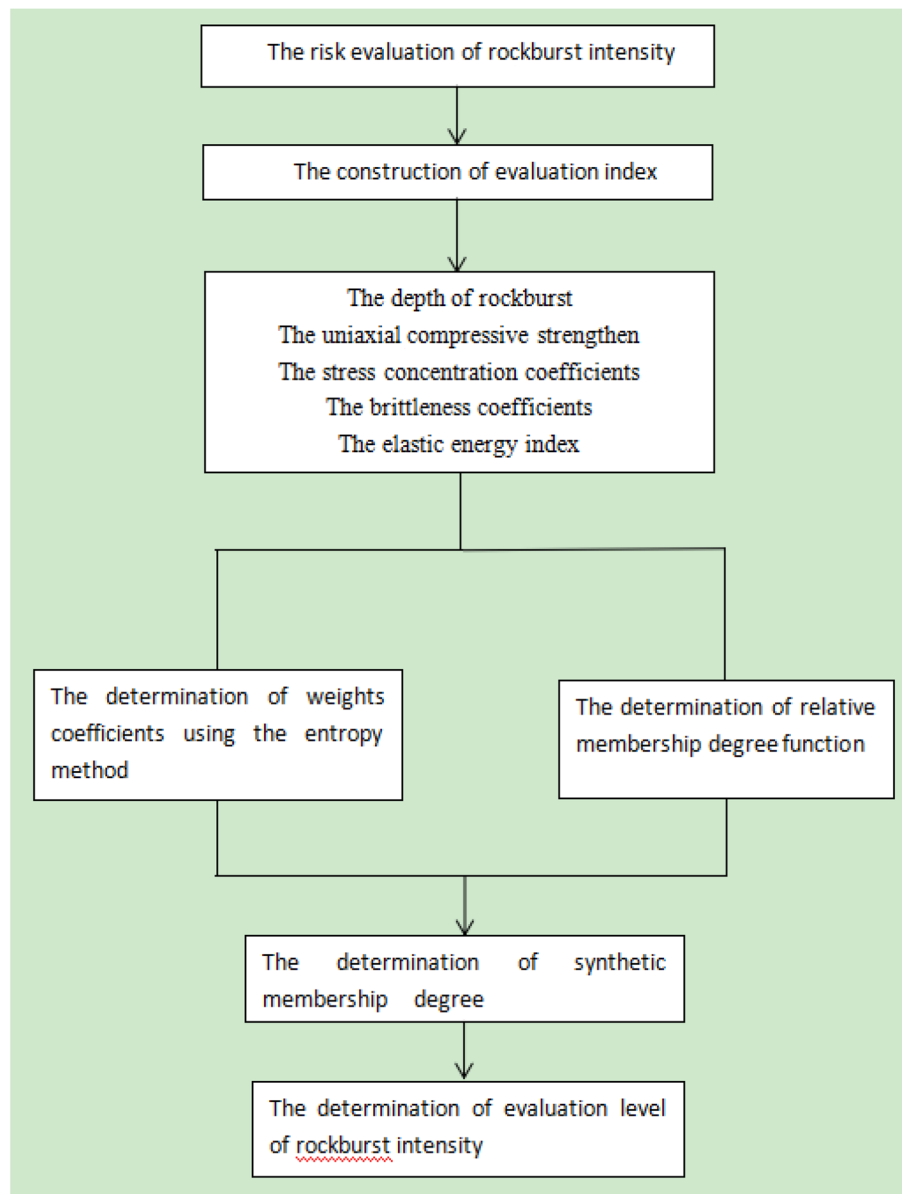 The risk evaluation of rockburst intensity
The construction of evaluation index
The depth of rockburst
The uniaxial compressive strengthen
The stress concentration coefficients
The brittleness coefficients
The elastic energy index
The determination of weights
coefficients using the entropy
method
The determination of relative
membership degree function
The determination of synthetic
membership degree
The determination of evaluation level
of rockburst intensity